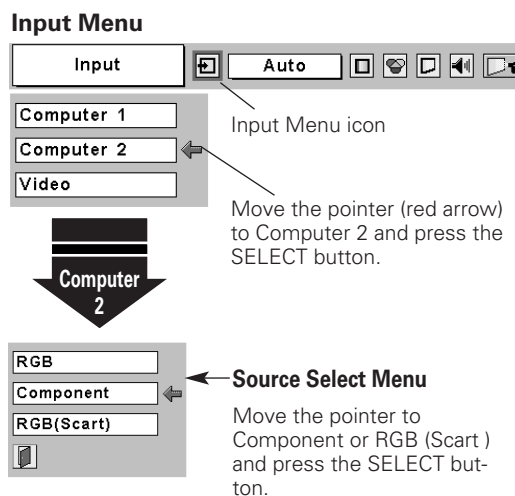 Input Menu
Input
Auto
Input Menu icon
Computer 1
Computer 2
Video
Move the pointer (red arrow)
to Computer 2 and press the
SELECT button.
Computer
2
RGB
Component
RGB(Scart)
Source Select Menu
Move the pointer to
Component or RGB (Scart )
and press the SELECT but-
ton.